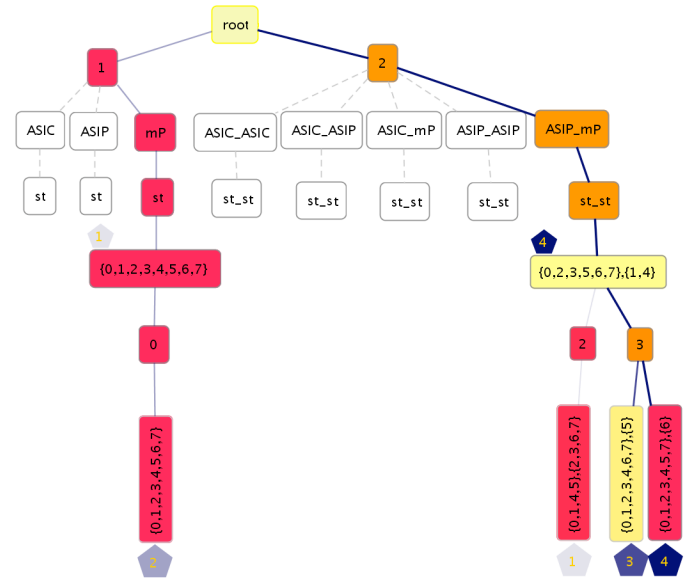 root
1
2
ASIC
ASIP
mP
ASIC_ASIC
ASIC_ASIP
ASIC_mP
ASIP_ASIP
ASIP_mP
st
st
st
st_st
st_st
st_st
st_st
st_st
1
4
{0,1,2,3,4,5,6,7}
{0,2,3,5,6,7},{1,4}
0
2
3
{0,1,2,3,4,5,6,7}
{0,1,4,5},{2,3,6,7}
{0,1,2,3,4,6,7},{5}
{0,1,2,3,4,5,7},{6}
2
1
3
4